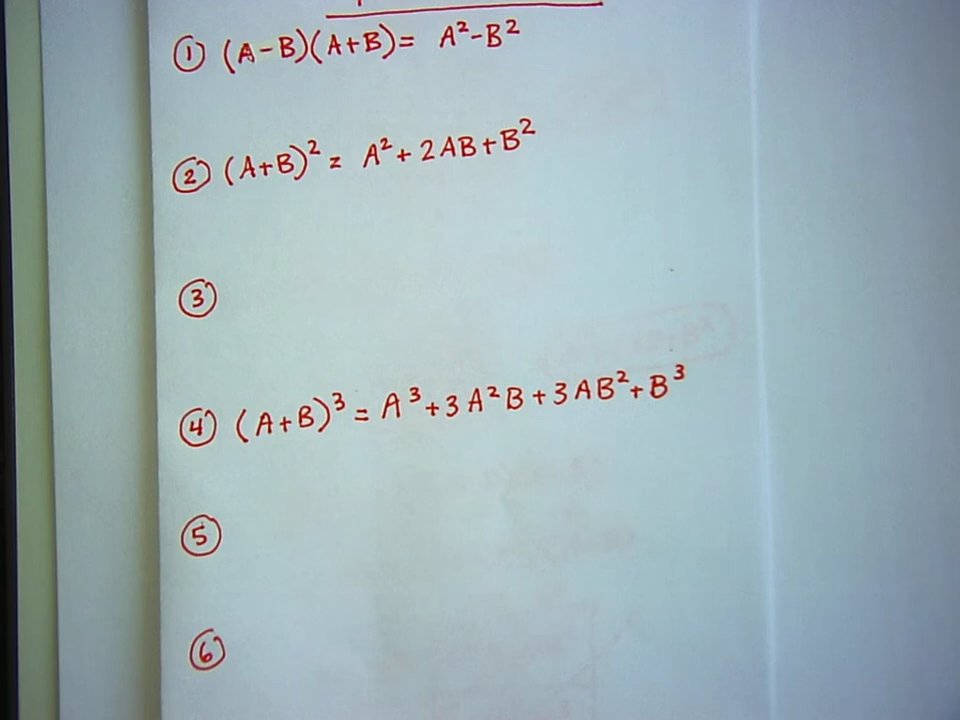 ① (A-B)(A+B)= A²-B²
② (A+B)² = A²+2AB+B²
③
④ (A+B)³ = A³+3A²B+3AB²+B³
⑤
⑥